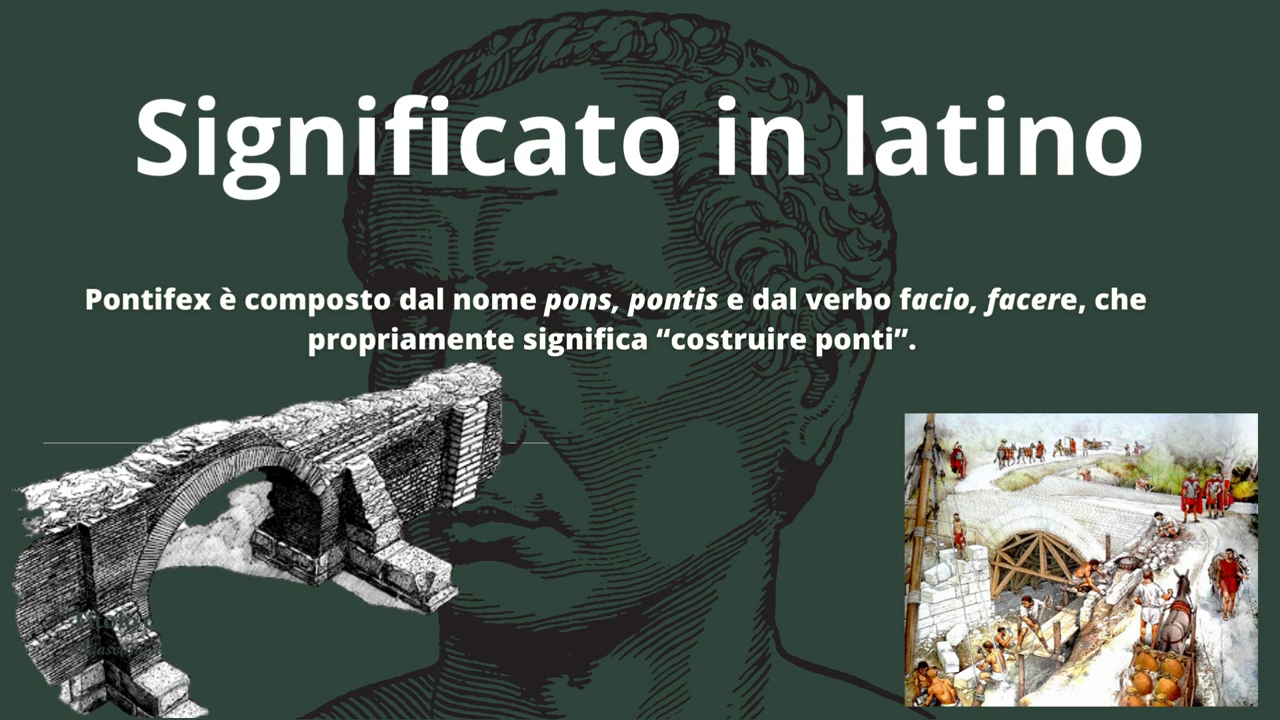 Significato in latino
Pontifex è composto dal nome pons, pontis e dal verbo facio, facere, che
propriamente significa “costruire ponti”.